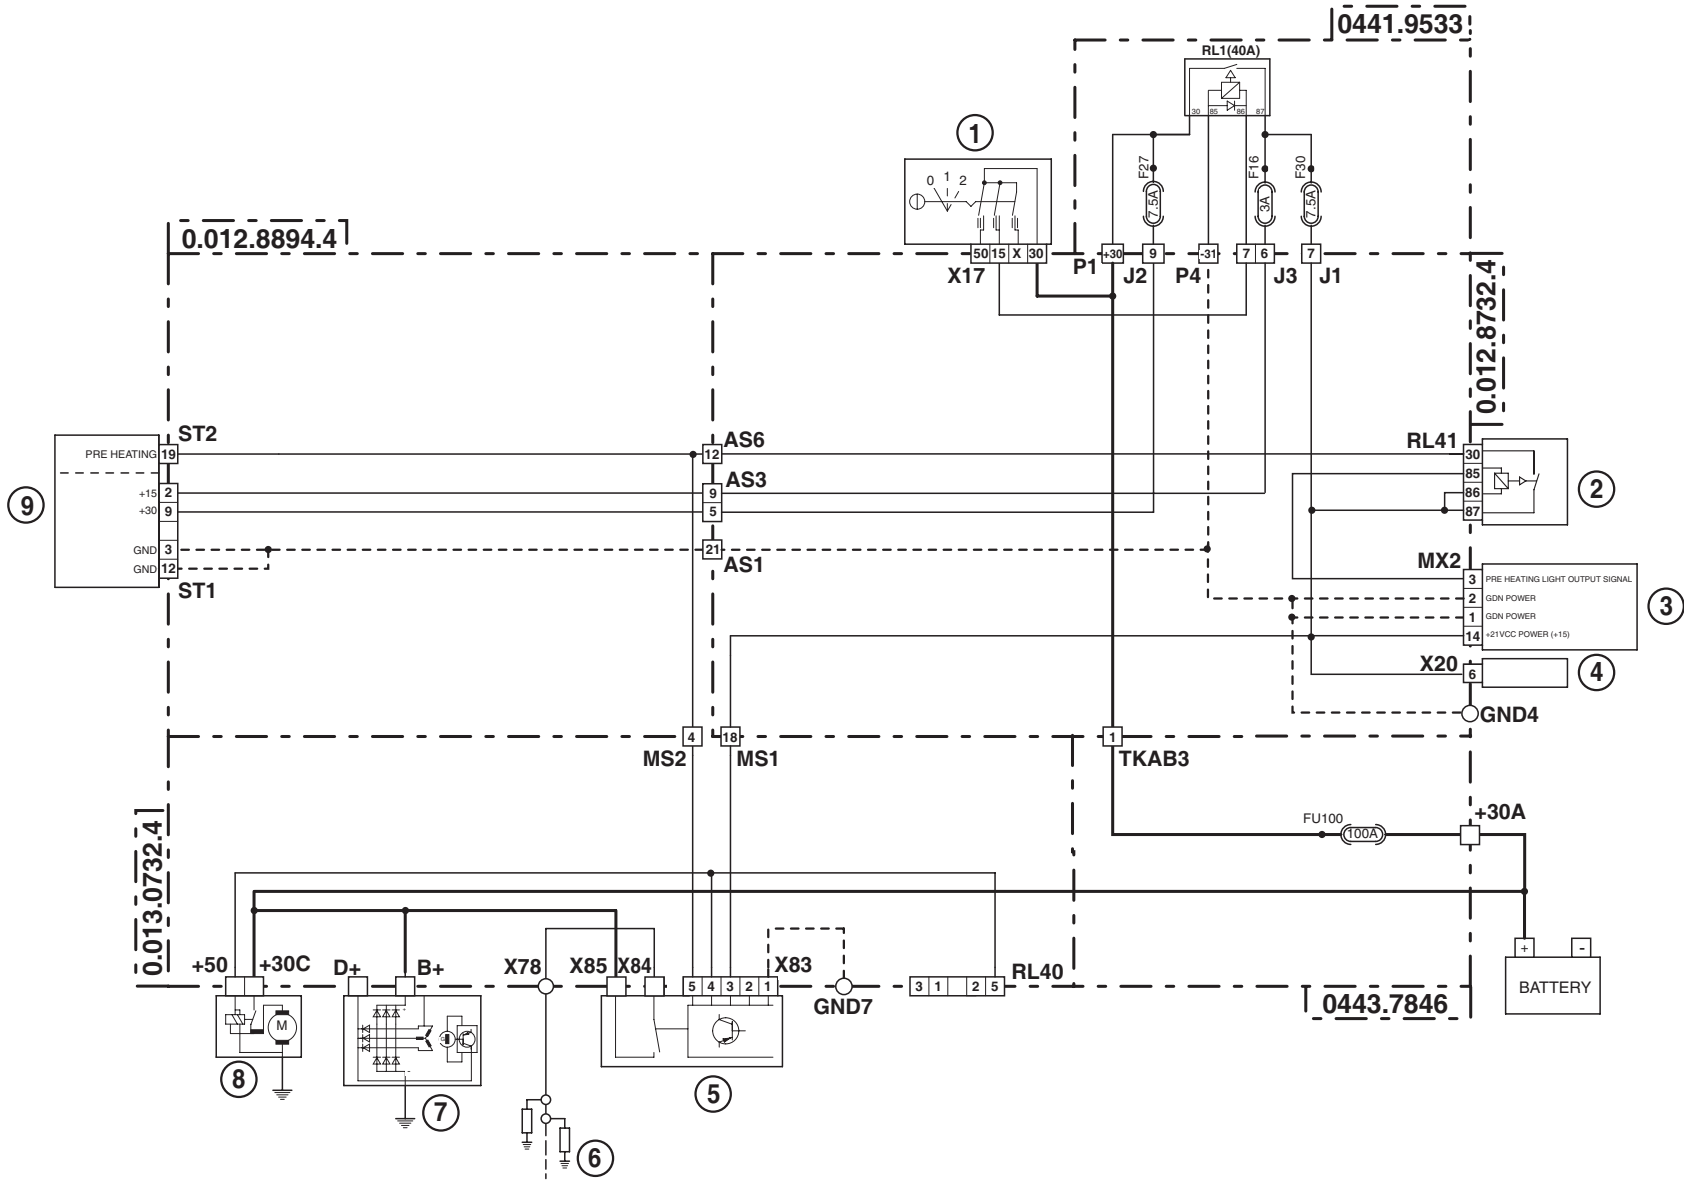 0441.9533
RL1(40A)
30 85 86 87
1
0 1 2
F27 F16 F30
7.5A 3A 7.5A
0.012.8894.4
50 15 X 30
+30 9 -31 7 6 7
X17 P1 J2 P4 J3 J1
0.012.8732.4
ST2 AS6 RL41
PRE HEATING 19 12 30
AS3 85
9 +15 2 9 86 2
+30 9 5 87
GND 3 21
GND 12 AS1 MX2
ST1
3 PRE HEATING LIGHT OUTPUT SIGNAL
2 GDN POWER
1 GDN POWER
14 +21VCC POWER (+15)
3
X20 6 4
GND4
4 18 1
MS2 MS1 TKAB3
FU100 100A +30A
0.013.0732.4
+ -
BATTERY
+50 +30C D+ B+ X78 X85 X84 X83 RL40
5 4 3 2 1
3 1 2 5
GND7
0443.7846
M
8 7 5
6